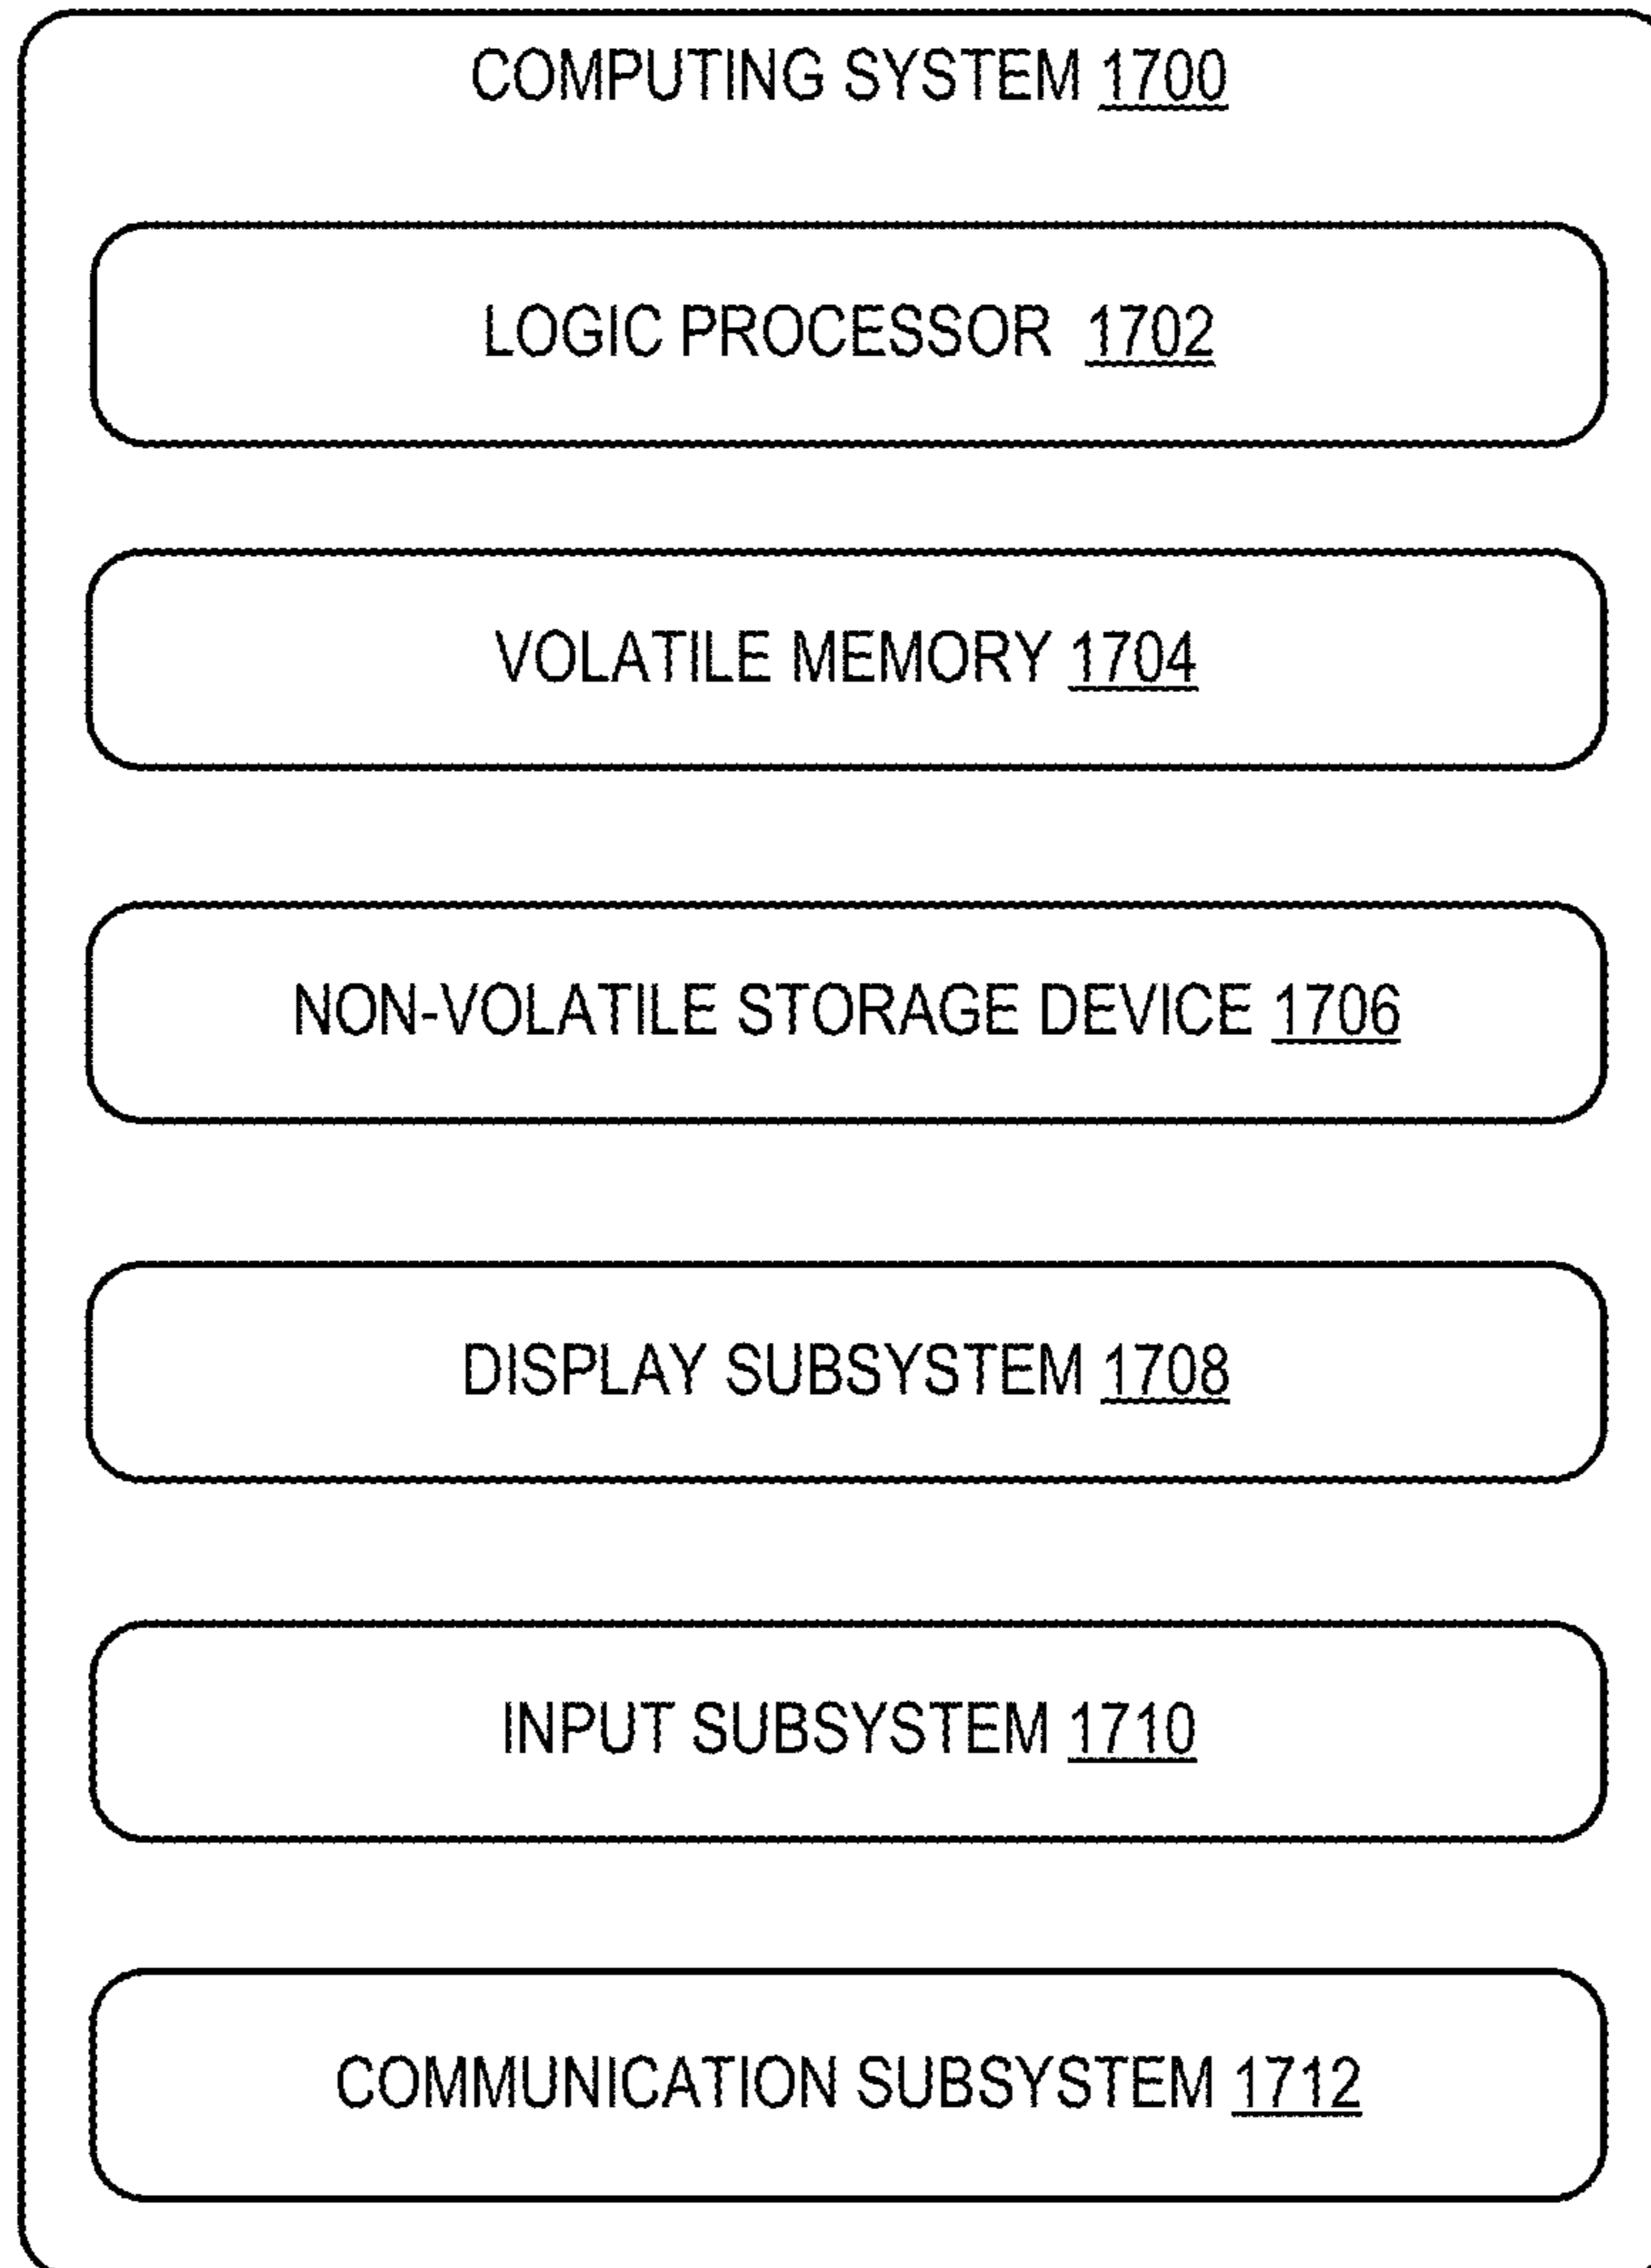 COMPUTING SYSTEM 1700
LOGIC PROCESSOR 1702
VOLATILE MEMORY 1704
NON-VOLATILE STORAGE DEVICE 1706
DISPLAY SUBSYSTEM 1708
INPUT SUBSYSTEM 1710
COMMUNICATION SUBSYSTEM 1712